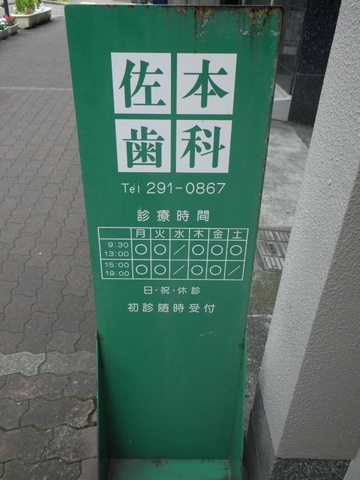 佐本
歯科
Tel 291-0867
診療時間
月 火 水 木 金 土
9:30 13:00 ○ ○ / ○ ○ ○
15:00 19:00 ○ ○ / ○ ○ /
日・祝・休診
初診随時受付